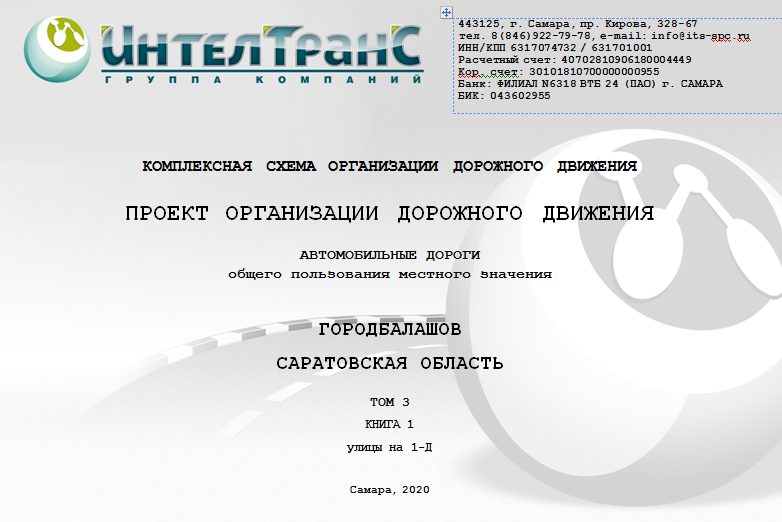 ИНТЕЛТРАНС
ГРУППА КОМПАНИЙ
443125, г. Самара, пр. Кирова, 328-67
тел. 8(846)922-79-78, e-mail: info@its-spc.ru
ИНН/КПП 6317074732 / 631701001
Расчетный счет: 40702810906180004449
Кор. счет: 30101810700000000955
Банк: ФИЛИАЛ N6318 ВТБ 24 (ПАО) г. САМАРА
БИК: 043602955
КОМПЛЕКСНАЯ СХЕМА ОРГАНИЗАЦИИ ДОРОЖНОГО ДВИЖЕНИЯ
ПРОЕКТ ОРГАНИЗАЦИИ ДОРОЖНОГО ДВИЖЕНИЯ
АВТОМОБИЛЬНЫЕ ДОРОГИ
общего пользования местного значения
ГОРОДБАЛАШОВ
САРАТОВСКАЯ ОБЛАСТЬ
ТОМ 3
КНИГА 1
улицы на 1-Д
Самара, 2020